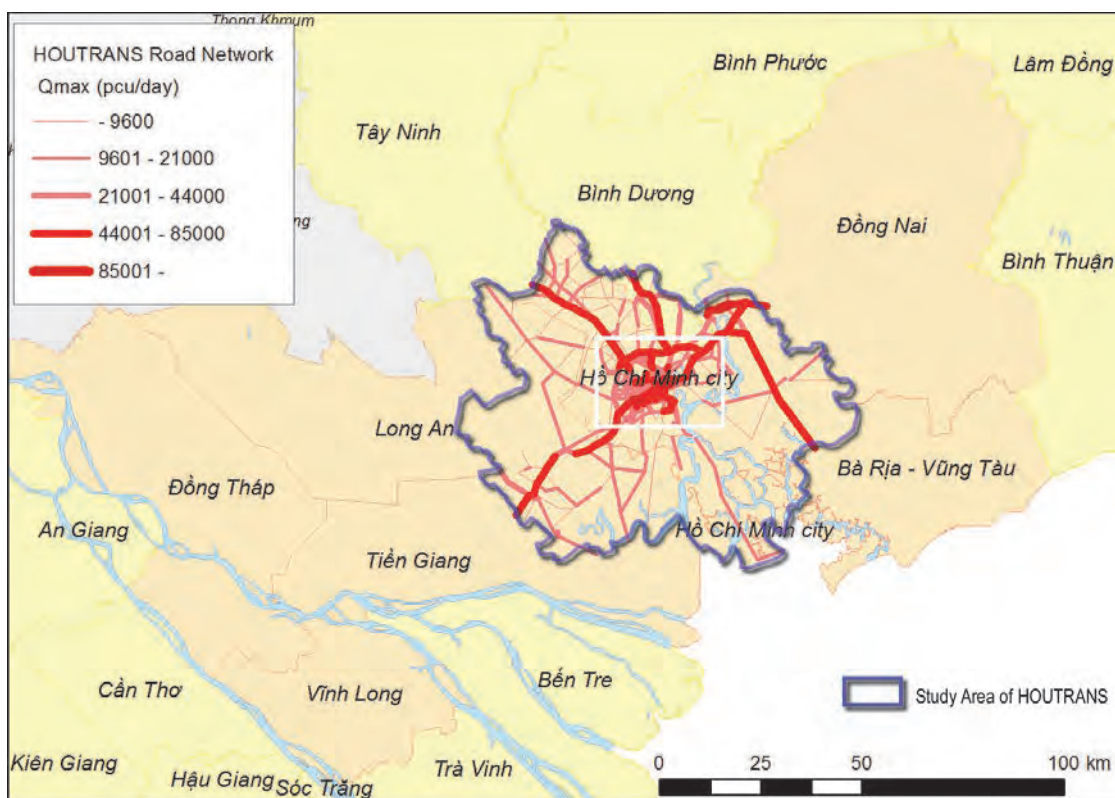 Thong Khmum
HOUTRANS Road Network
Qmax (pcu/day)
- 9600
9601 - 21000
21001 - 44000
44001 - 85000
85001 -
Bình Phước
Lâm Đồng
Tây Ninh
Bình Dương
Đồng Nai
Bình Thuận
Hồ Chí Minh city
Long An
Bà Rịa - Vũng Tàu
Đồng Tháp
An Giang
Hồ Chí Minh city
Tiền Giang
Bến Tre
Cần Thơ
Vĩnh Long
Study Area of HOUTRANS
Kiên Giang
Hậu Giang
Sóc Trăng
Trà Vinh
0 25 50 100 km